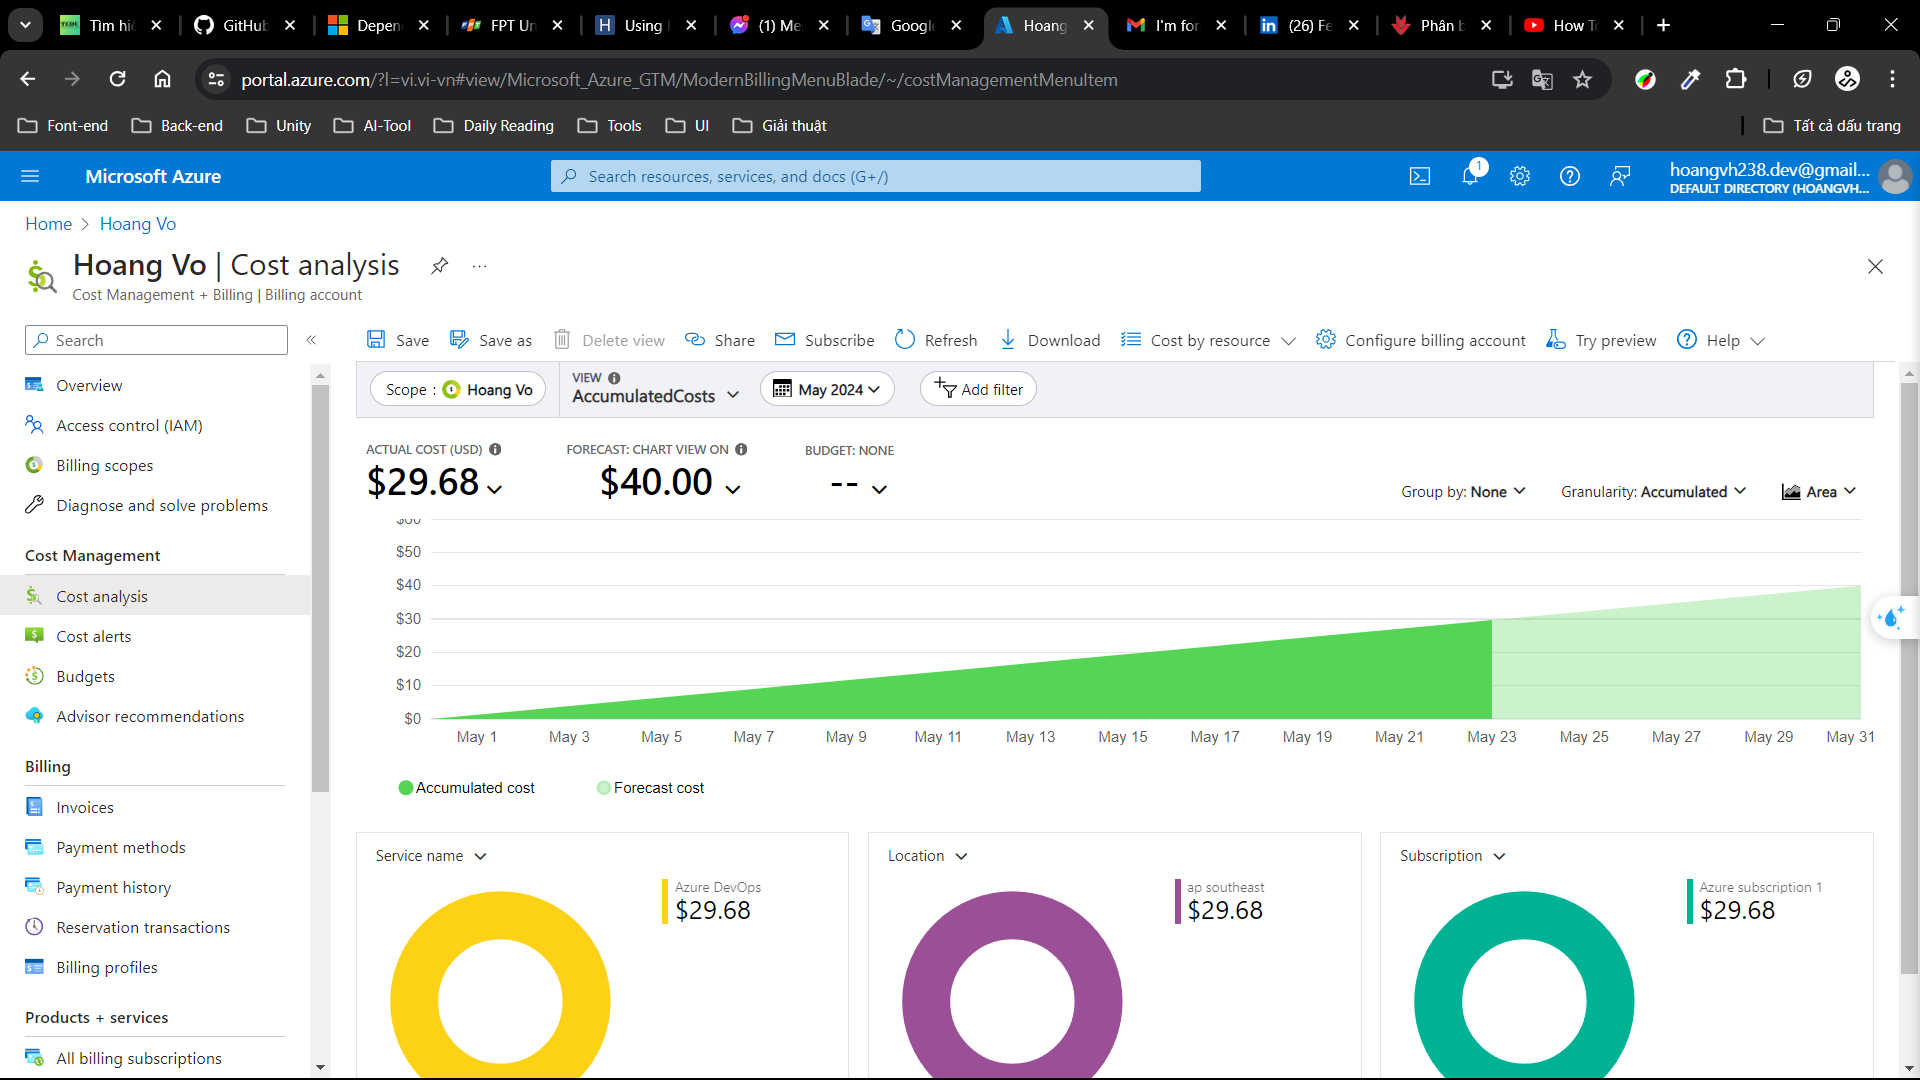 Tìm hiể
GitHub
Depen
FPT Un
Using
(1) Me
Google
Hoang
I'm for
(26) Fe
Phân b
How T
portal.azure.com/?l=vi.vi-vn#view/Microsoft_Azure_GTM/ModernBillingMenuBlade/~/costManagementMenuItem
Font-end Back-end Unity AI-Tool Daily Reading Tools UI Giải thuật Tất cả dấu trang
Microsoft Azure
Search resources, services, and docs (G+/)
1
hoangvh238.dev@gmail...
DEFAULT DIRECTORY (HOANGVH...
Home > Hoang Vo
Hoang Vo | Cost analysis
Cost Management + Billing | Billing account
Search
Save Save as Delete view Share Subscribe Refresh Download Cost by resource Configure billing account Try preview Help
Overview
Access control (IAM)
Billing scopes
Diagnose and solve problems
Cost Management
Cost analysis
Cost alerts
Budgets
Advisor recommendations
Billing
Invoices
Payment methods
Payment history
Reservation transactions
Billing profiles
Products + services
All billing subscriptions
Scope : Hoang Vo
VIEW
AccumulatedCosts
May 2024
Add filter
ACTUAL COST (USD)
$29.68
FORECAST: CHART VIEW ON
$40.00
BUDGET: NONE
--
Group by: None
Granularity: Accumulated
Area
$60
$50
$40
$30
$20
$10
$0
May 1 May 3 May 5 May 7 May 9 May 11 May 13 May 15 May 17 May 19 May 21 May 23 May 25 May 27 May 29 May 31
Accumulated cost Forecast cost
Service name
Azure DevOps
$29.68
Location
ap southeast
$29.68
Subscription
Azure subscription 1
$29.68